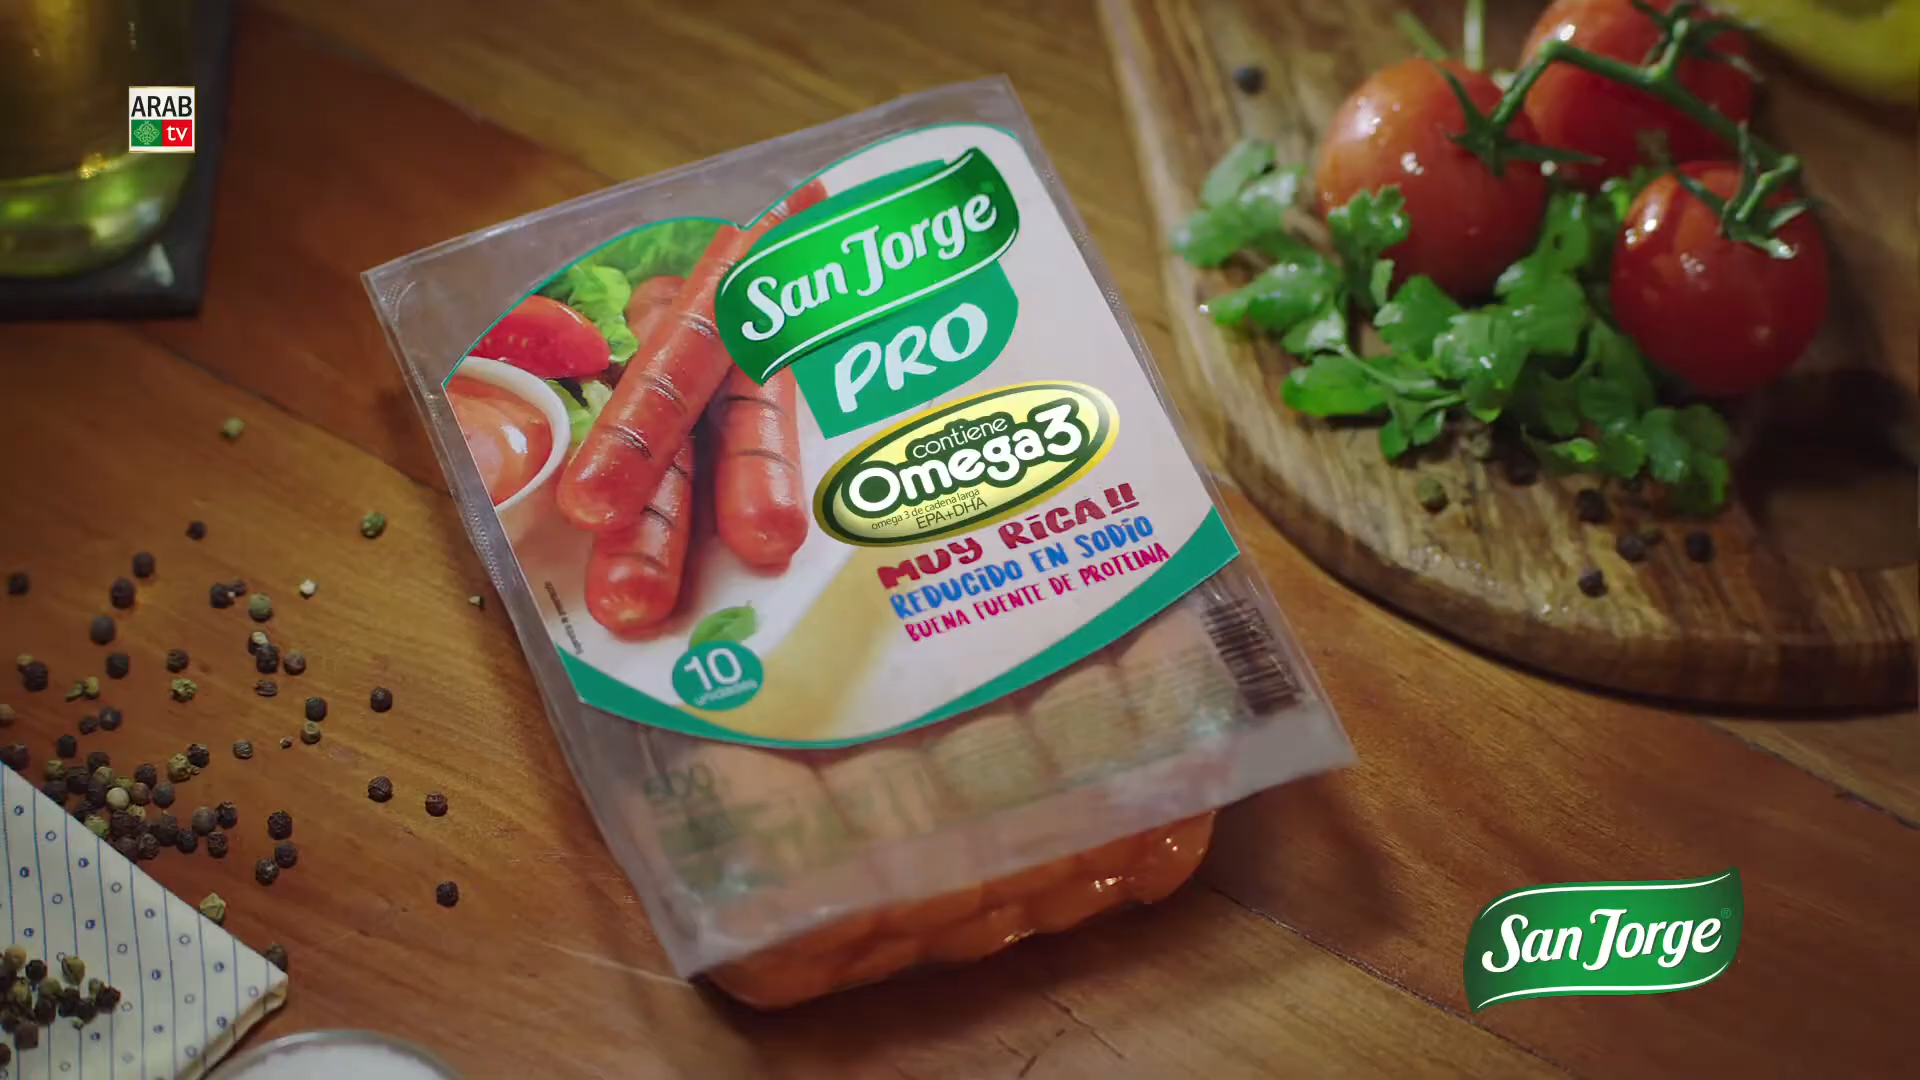 ARAB
tv
San Jorge
PRO
contiene
Omega3
omega 3 de cadena larga
EPA+DHA
MUY RICA!!
REDUCIDO EN SODIO
BUENA FUENTE DE PROTEINA
10
unidades
San Jorge